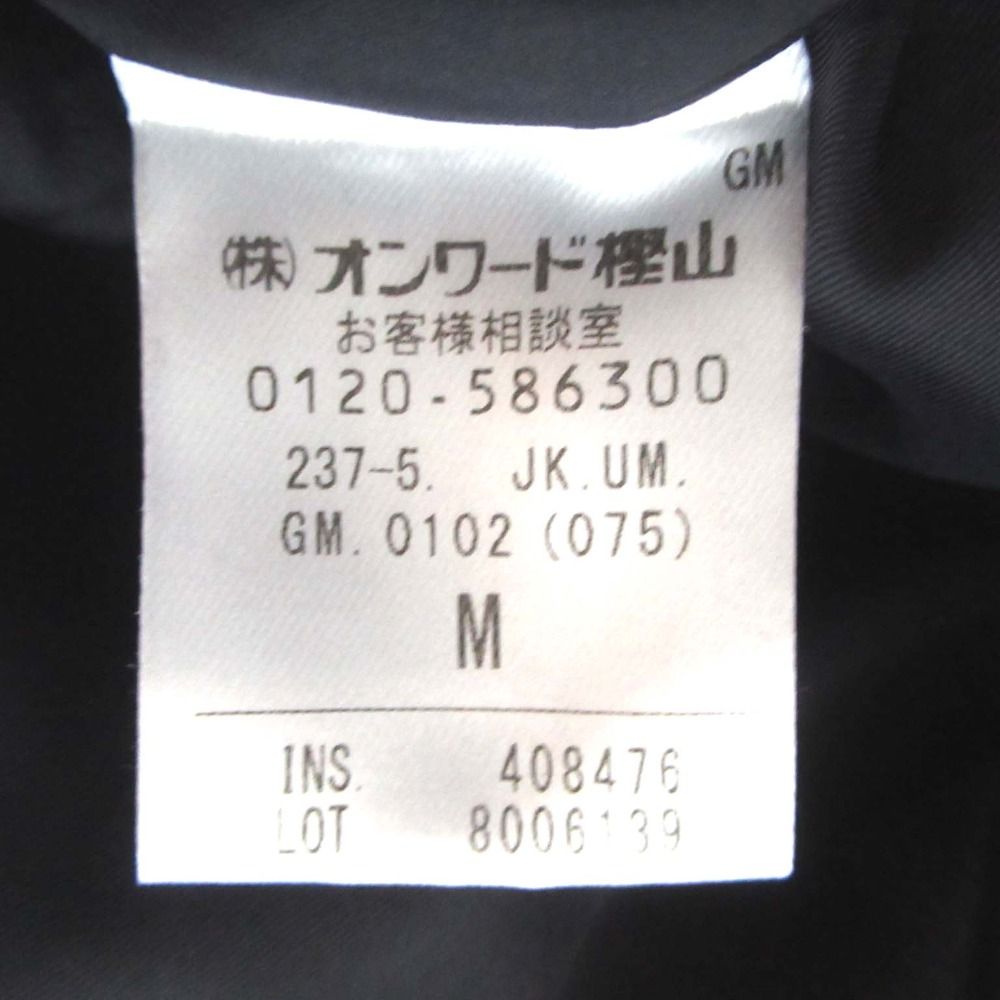 GM
(株)オンワード樫山
お客様相談室
0120-586300
237-5. JK.UM.
GM.0102(075)
M
INS. 408476
LOT 8006139